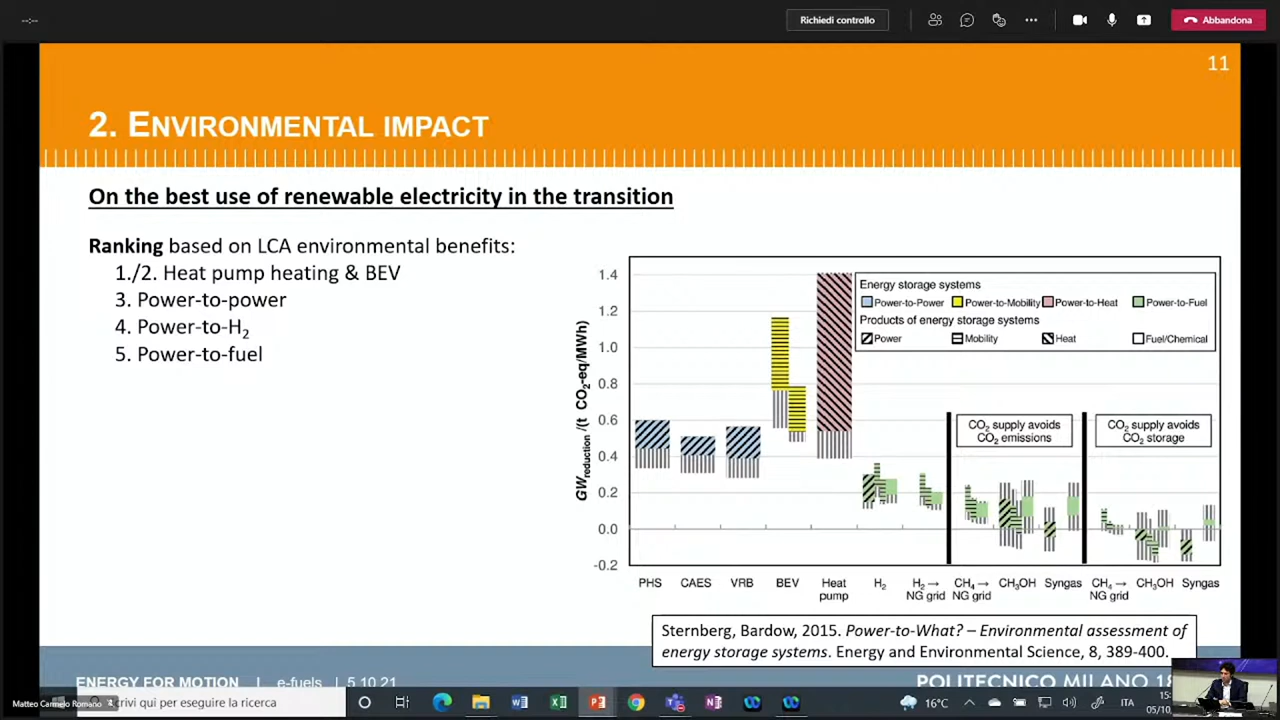 --:--
Richiedi controllo
Abbandona
11
2. ENVIRONMENTAL IMPACT
On the best use of renewable electricity in the transition
Ranking based on LCA environmental benefits:
1./2. Heat pump heating & BEV
3. Power-to-power
4. Power-to-H2
5. Power-to-fuel
GWreduction /(t CO2-eq/MWh)
1.4
1.2
1.0
0.8
0.6
0.4
0.2
0.0
-0.2
Energy storage systems
Power-to-Power Power-to-Mobility Power-to-Heat Power-to-Fuel
Products of energy storage systems
Power Mobility Heat Fuel/Chemical
CO2 supply avoids
CO2 emissions
CO2 supply avoids
CO2 storage
PHS CAES VRB BEV Heat H2 H2→ CH4→ CH3OH Syngas CH4→ CH3OH Syngas
pump NG grid NG grid NG grid
Sternberg, Bardow, 2015. Power-to-What? – Environmental assessment of
energy storage systems. Energy and Environmental Science, 8, 389-400.
ENERGY FOR MOTION | e-fuels | 5.10.21
POLITECNICO MILANO 18
Matteo Carmelo Romano
crivi qui per eseguire la ricerca
16°C
ITA
15:
05/10